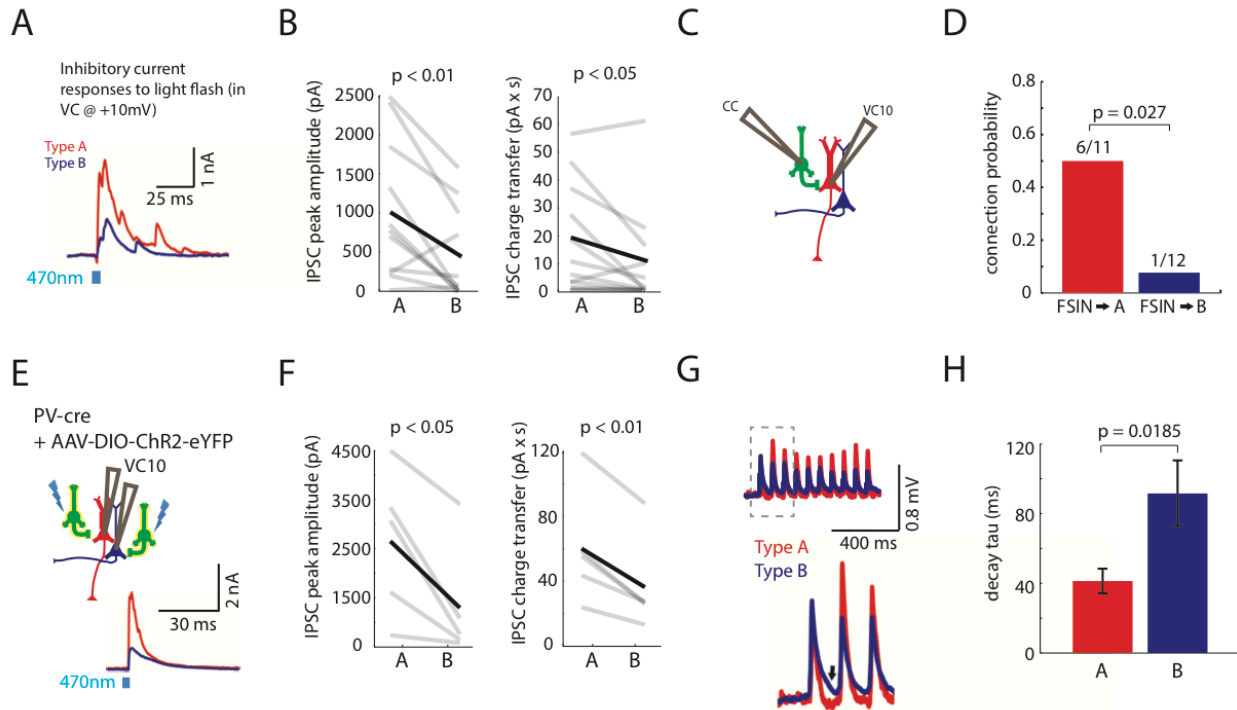 A
Inhibitory current
responses to light flash (in
VC @ +10mV)
Type A
Type B
25 ms
1 nA
470nm
B
p < 0.01
IPSC peak amplitude (pA)
2500
2000
1500
1000
500
0
A B
p < 0.05
IPSC charge transfer (pA x s)
70
60
50
40
30
20
10
0
A B
C
CC
VC10
D
connection probability
0.8
0.6
0.4
0.2
0
p = 0.027
6/11
1/12
FSIN → A FSIN → B
E
PV-cre
+ AAV-DIO-ChR2-eYFP
VC10
2 nA
30 ms
470nm
F
p < 0.05
IPSC peak amplitude (pA)
4500
3500
2500
1500
0
A B
p < 0.01
IPSC charge transfer (pA x s)
120
80
40
60
20
0
A B
G
0.8 mV
400 ms
Type A
Type B
H
p = 0.0185
decay tau (ms)
120
80
40
60
0
A B